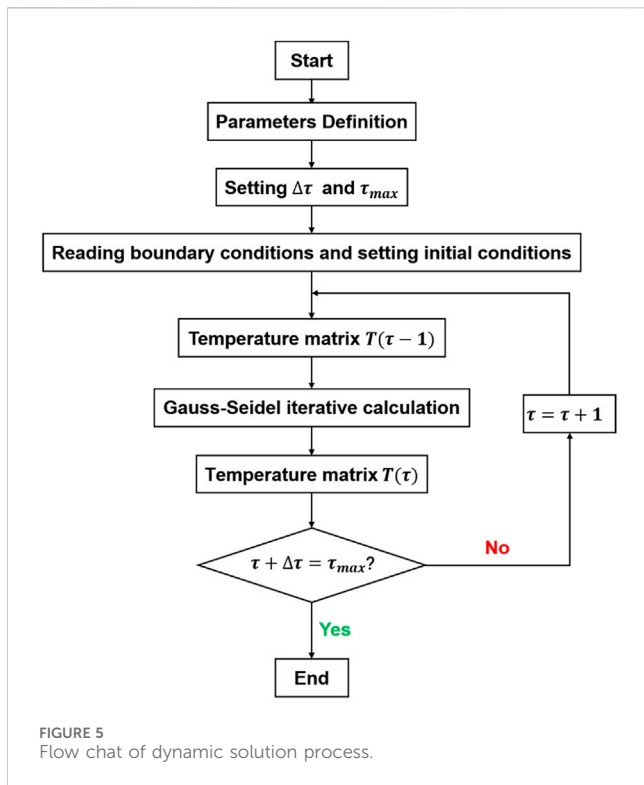 Start
Parameters Definition
Setting Δτ and τ_max
Reading boundary conditions and setting initial conditions
Temperature matrix T(τ − 1)
Gauss-Seidel iterative calculation
τ = τ + 1
Temperature matrix T(τ)
τ + Δτ = τ_max?
No
Yes
End
FIGURE 5
Flow chat of dynamic solution process.